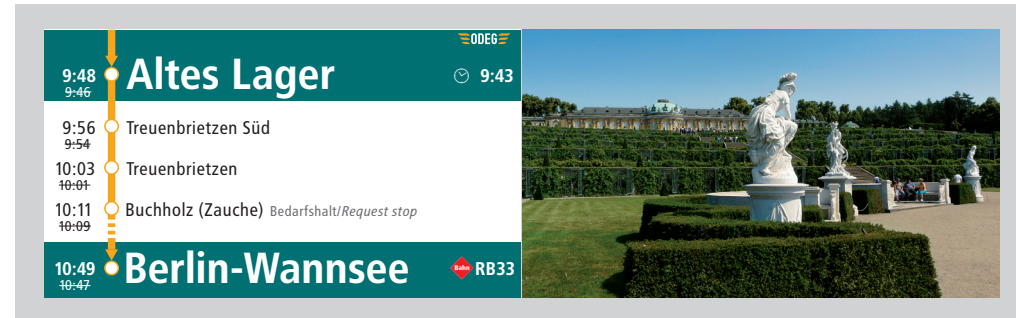 ODEG
9:48 Altes Lager 9:43
9:46
9:56 Treuenbrietzen Süd
9:54
10:03 Treuenbrietzen
10:01
10:11 Buchholz (Zauche) Bedarfshalt/Request stop
10:09
10:49 Berlin-Wannsee Bahn RB33
10:47